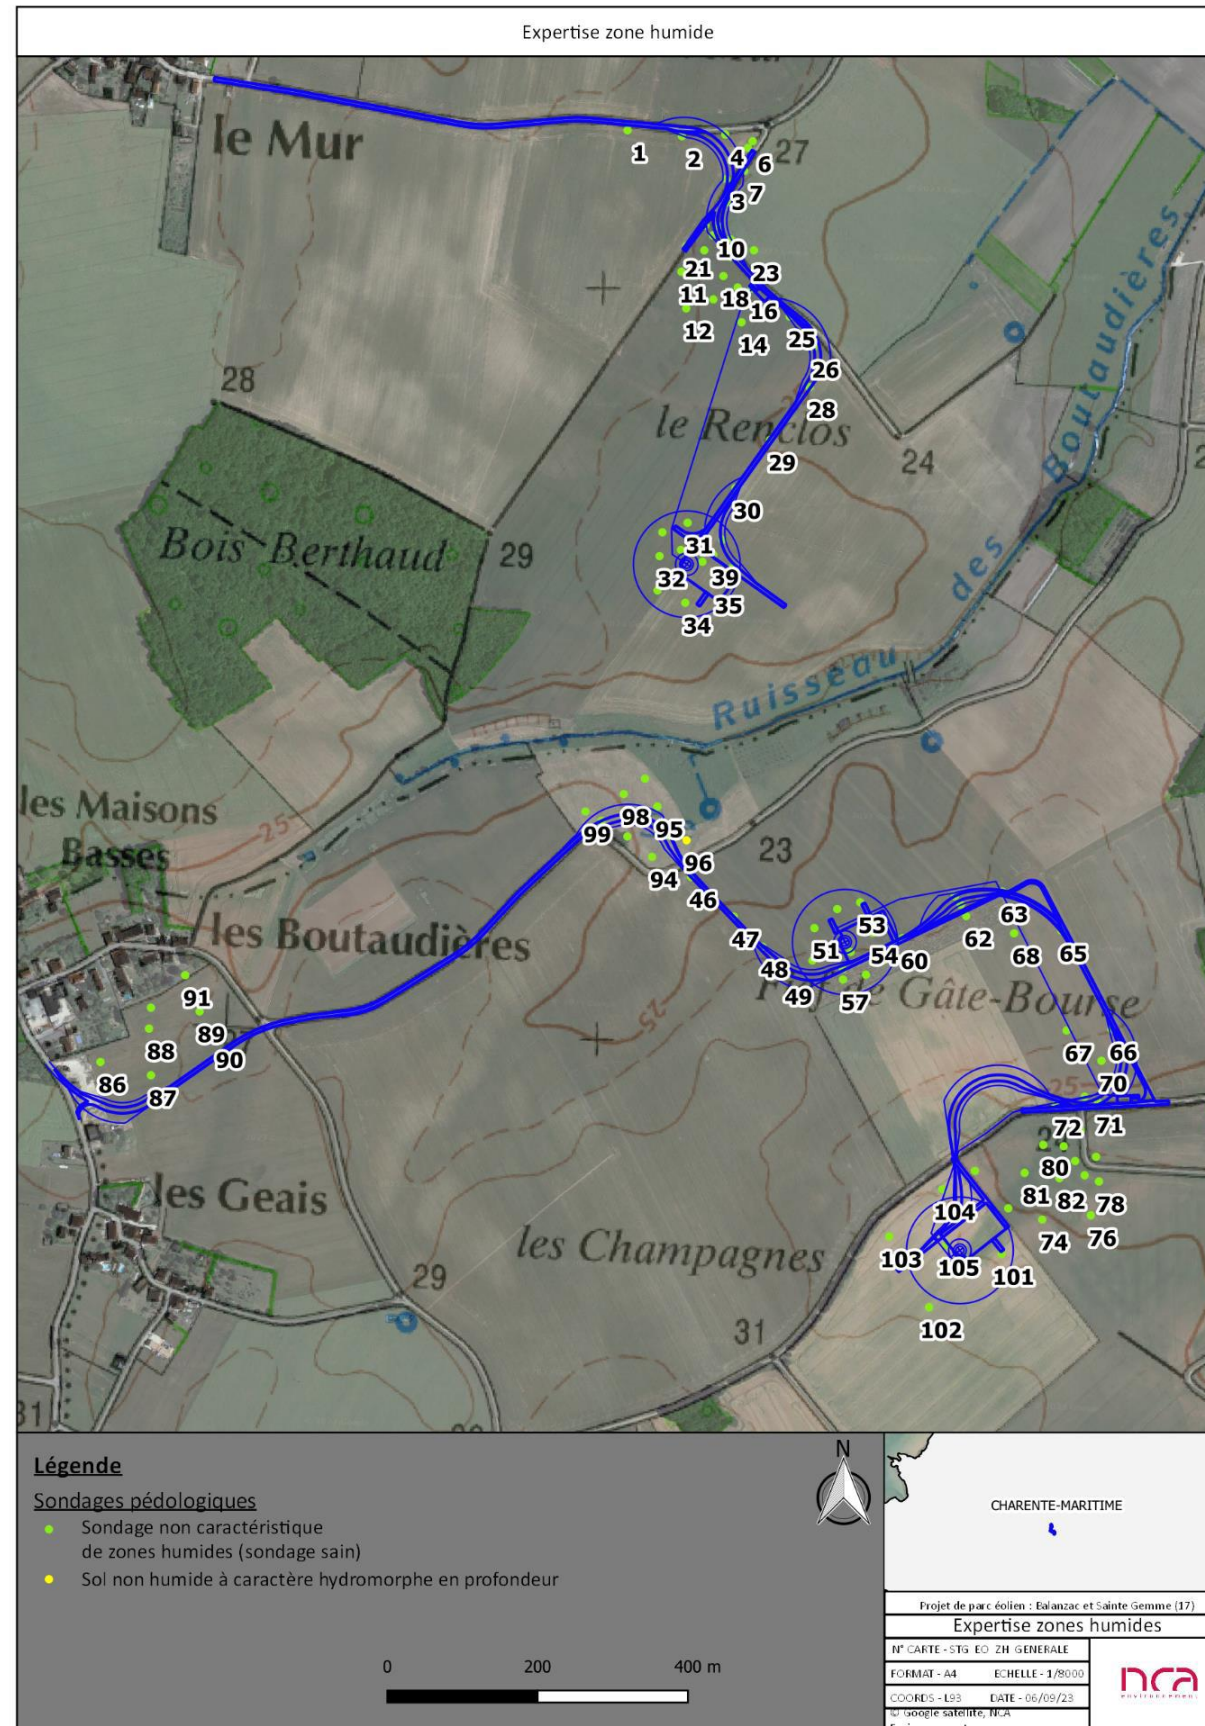 Expertise zone humide
le Mur
1
2
4
6
27
7
3
10
21
23
11
18
16
12
14
25
26
28
28
le Renclos
24
29
30
Bois Berthaud
29
31
32
39
35
34
Ruisseau des Boutaudières
les Maisons
Basses
25
99
98
95
23
94
96
46
les Boutaudières
47
51
53
54
60
62
63
68
65
48
49
57
25
de Gâte-Bourse
91
88
89
90
86
87
67
66
25
70
72
71
80
81
82
78
74
76
les Geais
les Champagnes
104
103
105
101
102
29
31
31
Légende
Sondages pédologiques
Sondage non caractéristique
de zones humides (sondage sain)
Sol non humide à caractère hydromorphe en profondeur
0 200 400 m
N
CHARENTE-MARITIME
Projet de parc éolien : Balanzac et Sainte Gemme (17)
Expertise zones humides
N° CARTE - STG_EO_ZH_GENERALE
FORMAT - A4 ECHELLE - 1/8000
COORDS - L93 DATE - 06/09/23
© Google satellite, NCA
nca
environnement